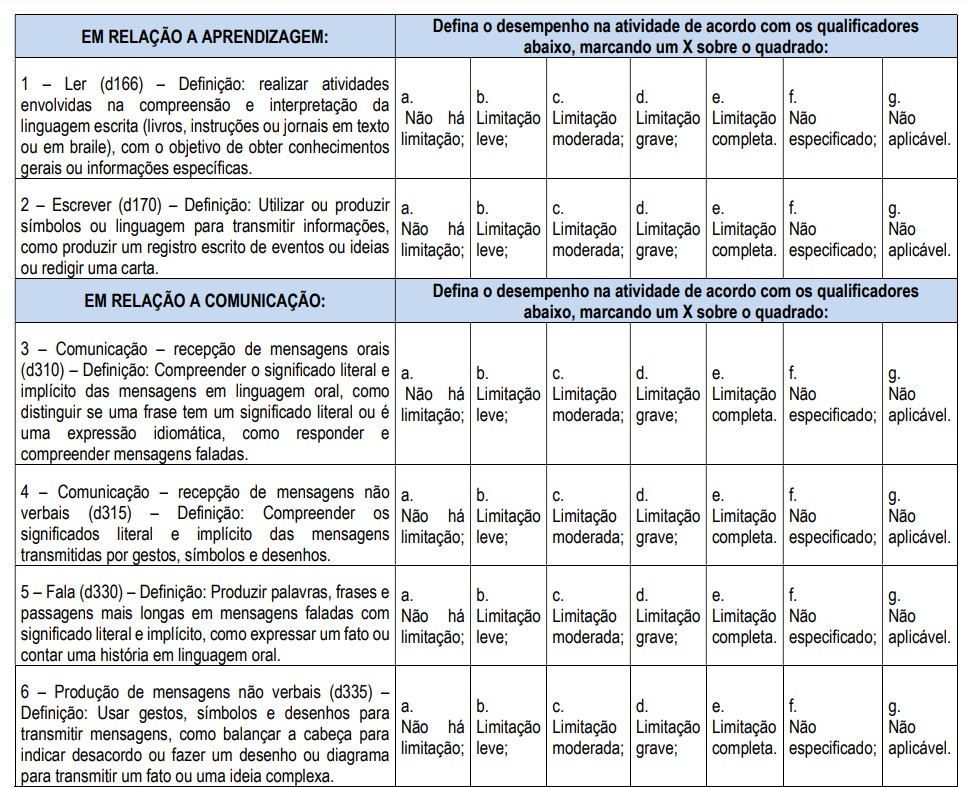 EM RELAÇÃO A APRENDIZAGEM:
Defina o desempenho na atividade de acordo com os qualificadores
abaixo, marcando um X sobre o quadrado:
1 – Ler (d166) – Definição: realizar atividades
envolvidas na compreensão e interpretação da
linguagem escrita (livros, instruções ou jornais em texto
ou em braile), com o objetivo de obter conhecimentos
gerais ou informações específicas.
a.
Não há
limitação;
b.
Limitação
leve;
c.
Limitação
moderada;
d.
Limitação
grave;
e.
Limitação
completa.
f.
Não
especificado;
g.
Não
aplicável.
2 – Escrever (d170) – Definição: Utilizar ou produzir
símbolos ou linguagem para transmitir informações,
como produzir um registro escrito de eventos ou ideias
ou redigir uma carta.
a.
Não há
limitação;
b.
Limitação
leve;
c.
Limitação
moderada;
d.
Limitação
grave;
e.
Limitação
completa.
f.
Não
especificado;
g.
Não
aplicável.
EM RELAÇÃO A COMUNICAÇÃO:
Defina o desempenho na atividade de acordo com os qualificadores
abaixo, marcando um X sobre o quadrado:
3 – Comunicação – recepção de mensagens orais
(d310) – Definição: Compreender o significado literal e
implícito das mensagens em linguagem oral, como
distinguir se uma frase tem um significado literal ou é
uma expressão idiomática, como responder e
compreender mensagens faladas.
a.
Não há
limitação;
b.
Limitação
leve;
c.
Limitação
moderada;
d.
Limitação
grave;
e.
Limitação
completa.
f.
Não
especificado;
g.
Não
aplicável.
4 – Comunicação – recepção de mensagens não
verbais (d315) – Definição: Compreender os
significados literal e implícito das mensagens
transmitidas por gestos, símbolos e desenhos.
a.
Não há
limitação;
b.
Limitação
leve;
c.
Limitação
moderada;
d.
Limitação
grave;
e.
Limitação
completa.
f.
Não
especificado;
g.
Não
aplicável.
5 – Fala (d330) – Definição: Produzir palavras, frases e
passagens mais longas em mensagens faladas com
significado literal e implícito, como expressar um fato ou
contar uma história em linguagem oral.
a.
Não há
limitação;
b.
Limitação
leve;
c.
Limitação
moderada;
d.
Limitação
grave;
e.
Limitação
completa.
f.
Não
especificado;
g.
Não
aplicável.
6 – Produção de mensagens não verbais (d335) –
Definição: Usar gestos, símbolos e desenhos para
transmitir mensagens, como balançar a cabeça para
indicar desacordo ou fazer um desenho ou diagrama
para transmitir um fato ou uma ideia complexa.
a.
Não há
limitação;
b.
Limitação
leve;
c.
Limitação
moderada;
d.
Limitação
grave;
e.
Limitação
completa.
f.
Não
especificado;
g.
Não
aplicável.